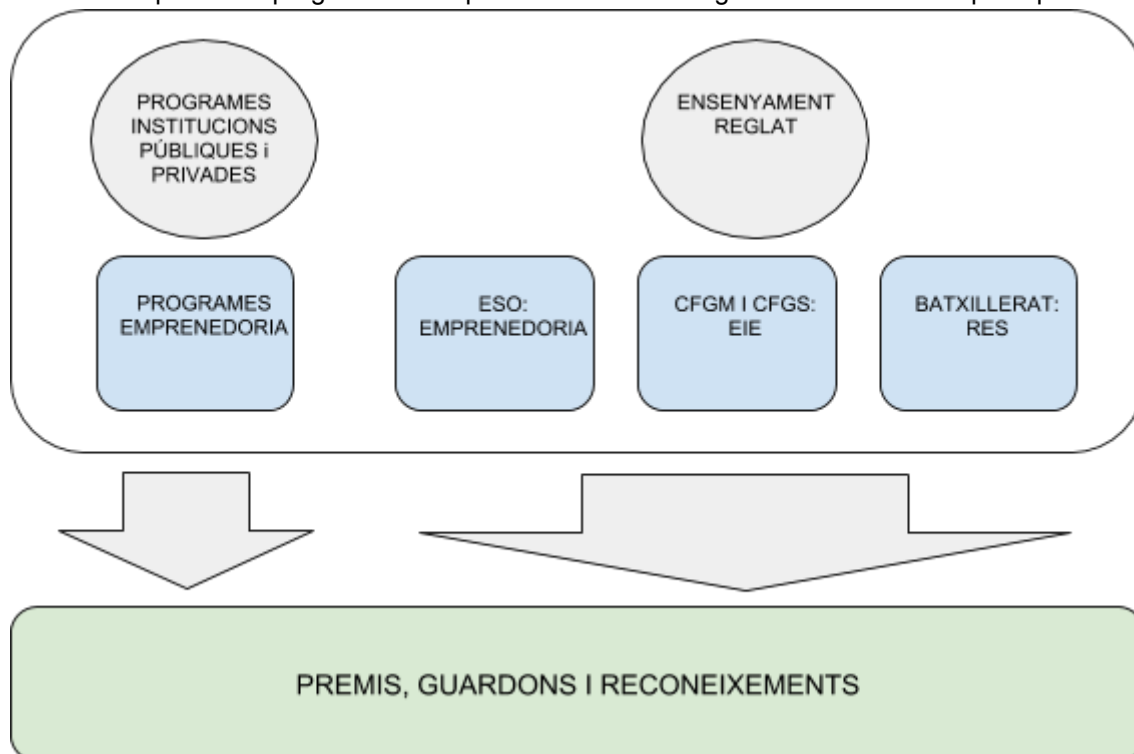 PROGRAMES
INSTITUCIONS
PÚBLIQUES i
PRIVADES
ENSENYAMENT
REGLAT
PROGRAMES
EMPRENEDORIA
ESO:
EMPRENEDORIA
CFGM I CFGS:
EIE
BATXILLERAT:
RES
PREMIS, GUARDONS I RECONEIXEMENTS